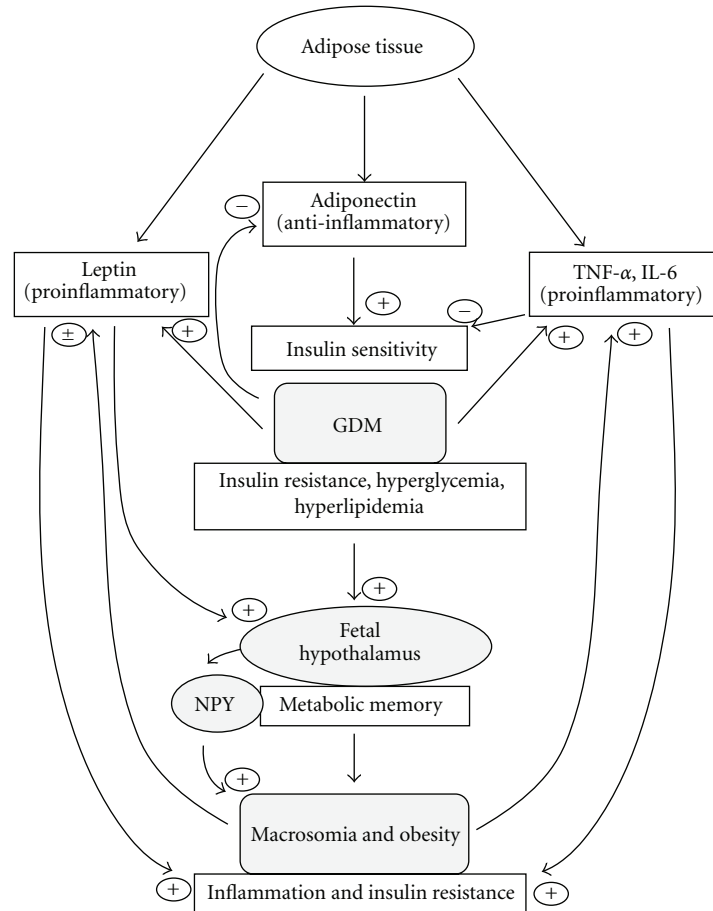 Adipose tissue
Adiponectin
(anti-inflammatory)
−
Leptin
(proinflammatory)
TNF-α, IL-6
(proinflammatory)
±
+
+
−
+
+
Insulin sensitivity
GDM
Insulin resistance, hyperglycemia,
hyperlipidemia
+
+
Fetal
hypothalamus
NPY
Metabolic memory
+
Macrosomia and obesity
+
Inflammation and insulin resistance
+